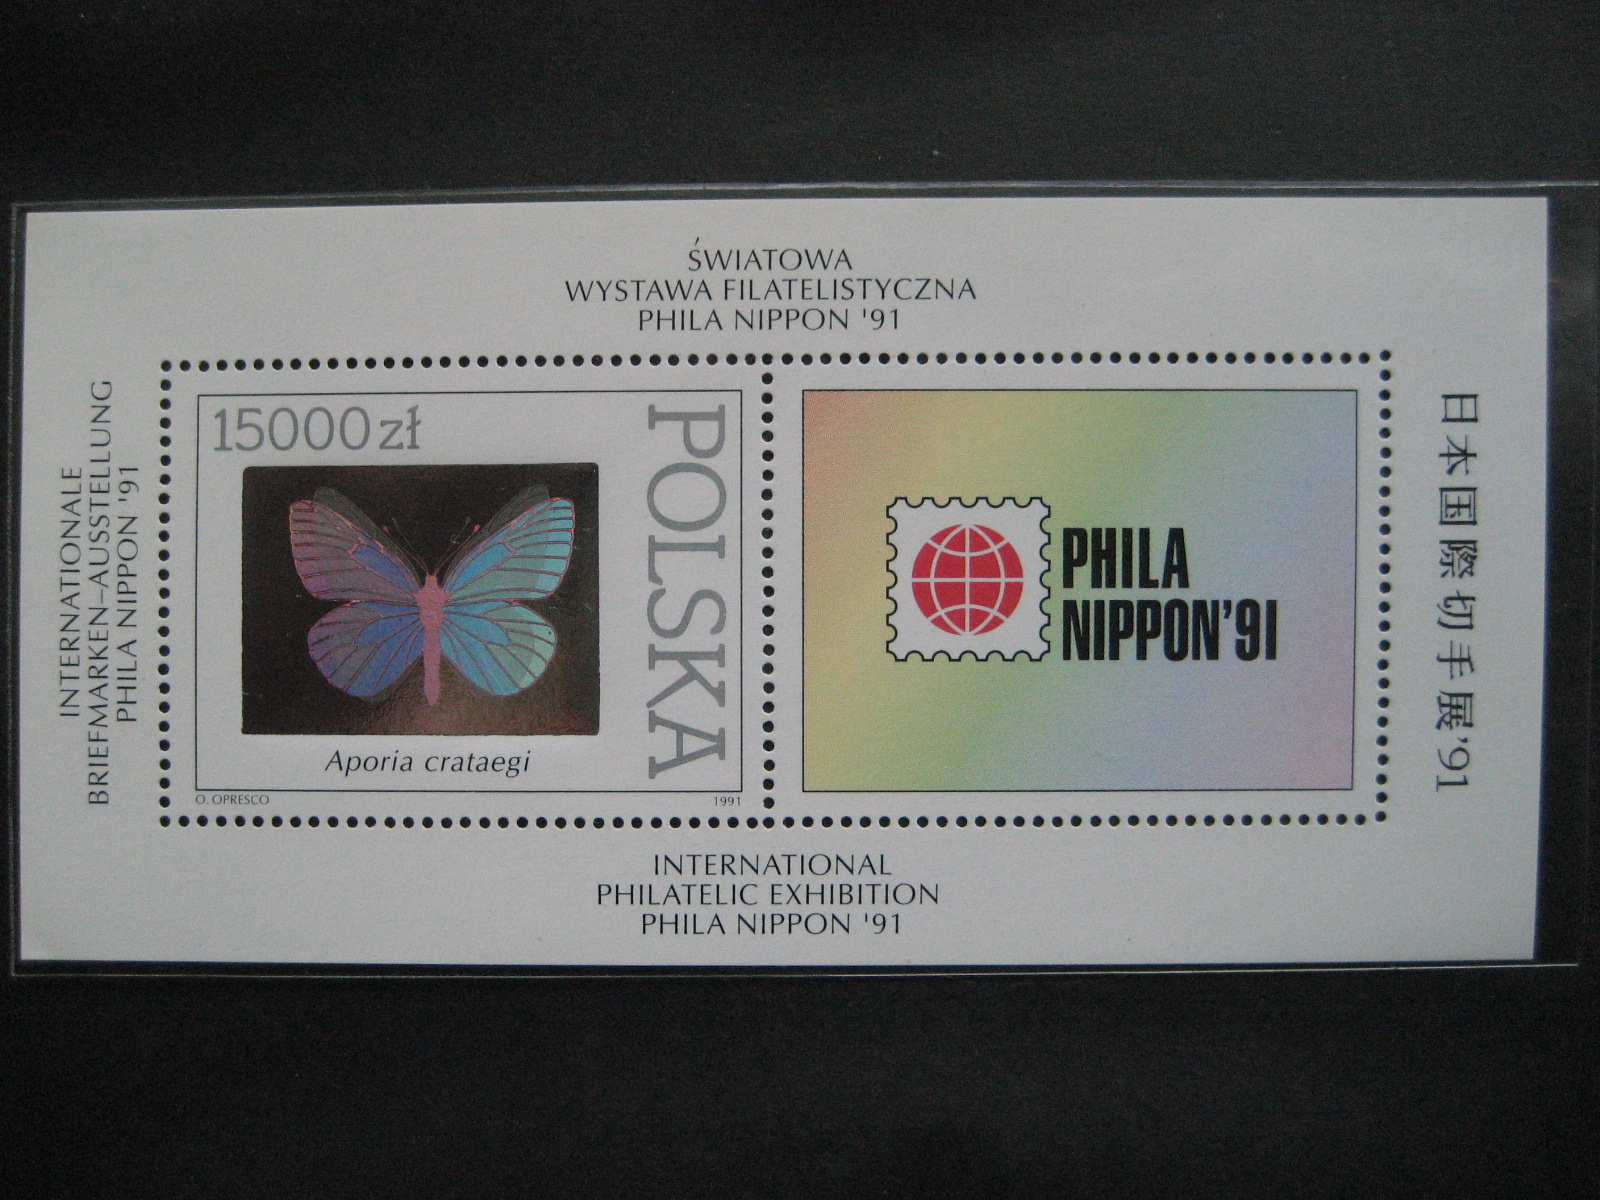 ŚWIATOWA
WYSTAWA FILATELISTYCZNA
PHILA NIPPON '91
INTERNATIONALE
BRIEFMARKEN–AUSSTELLUNG
PHILA NIPPON '91
15000 zł
POLSKA
Aporia crataegi
O. OPRESCO
1991
PHILA
NIPPON'91
日本国際切手展'91
INTERNATIONAL
PHILATELIC EXHIBITION
PHILA NIPPON '91